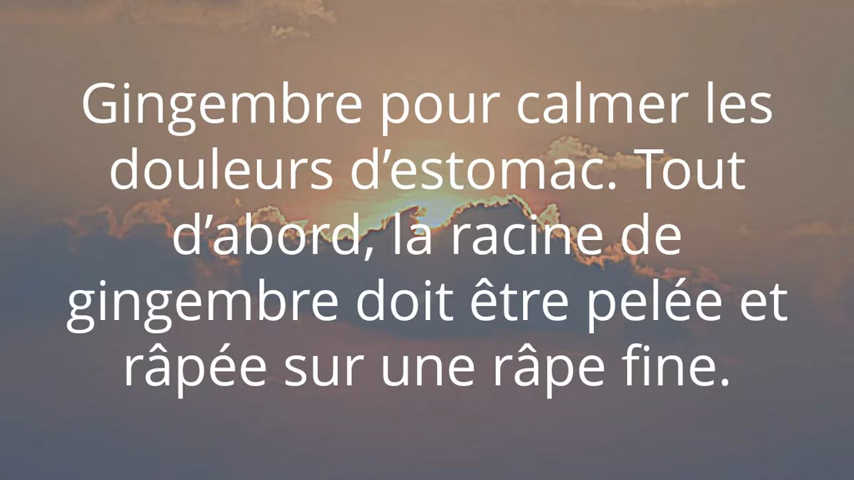 Gingembre pour calmer les
douleurs d’estomac. Tout
d’abord, la racine de
gingembre doit être pelée et
râpée sur une râpe fine.